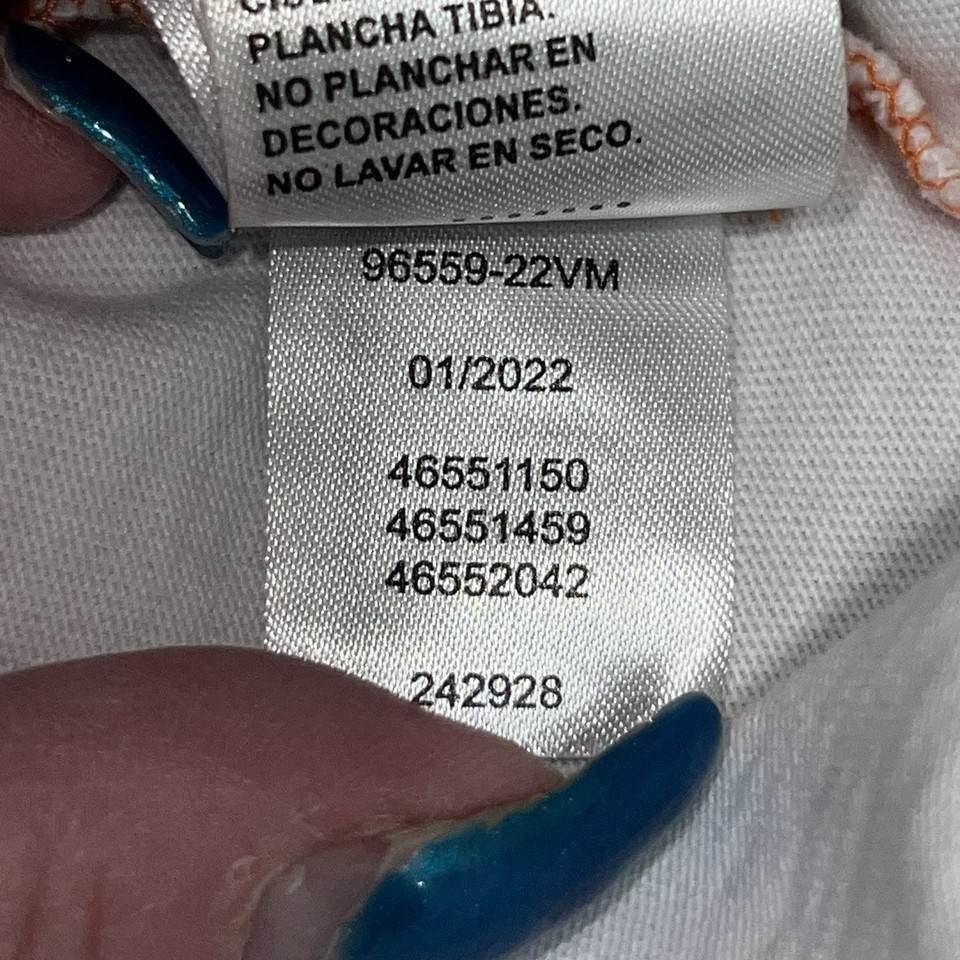 PLANCHA TIBIA.
NO PLANCHAR EN
DECORACIONES.
NO LAVAR EN SECO.
96559-22VM
01/2022
46551150
46551459
46552042
242928